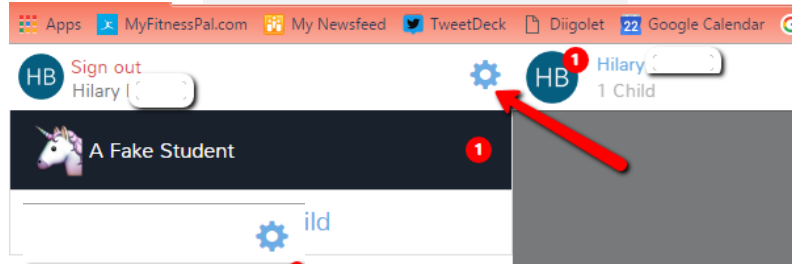 Apps MyFitnessPal.com My Newsfeed TweetDeck Diigolet 22 Google Calendar
HB Sign out
Hilary
HB 1 Hilary
1 Child
A Fake Student 1
ild